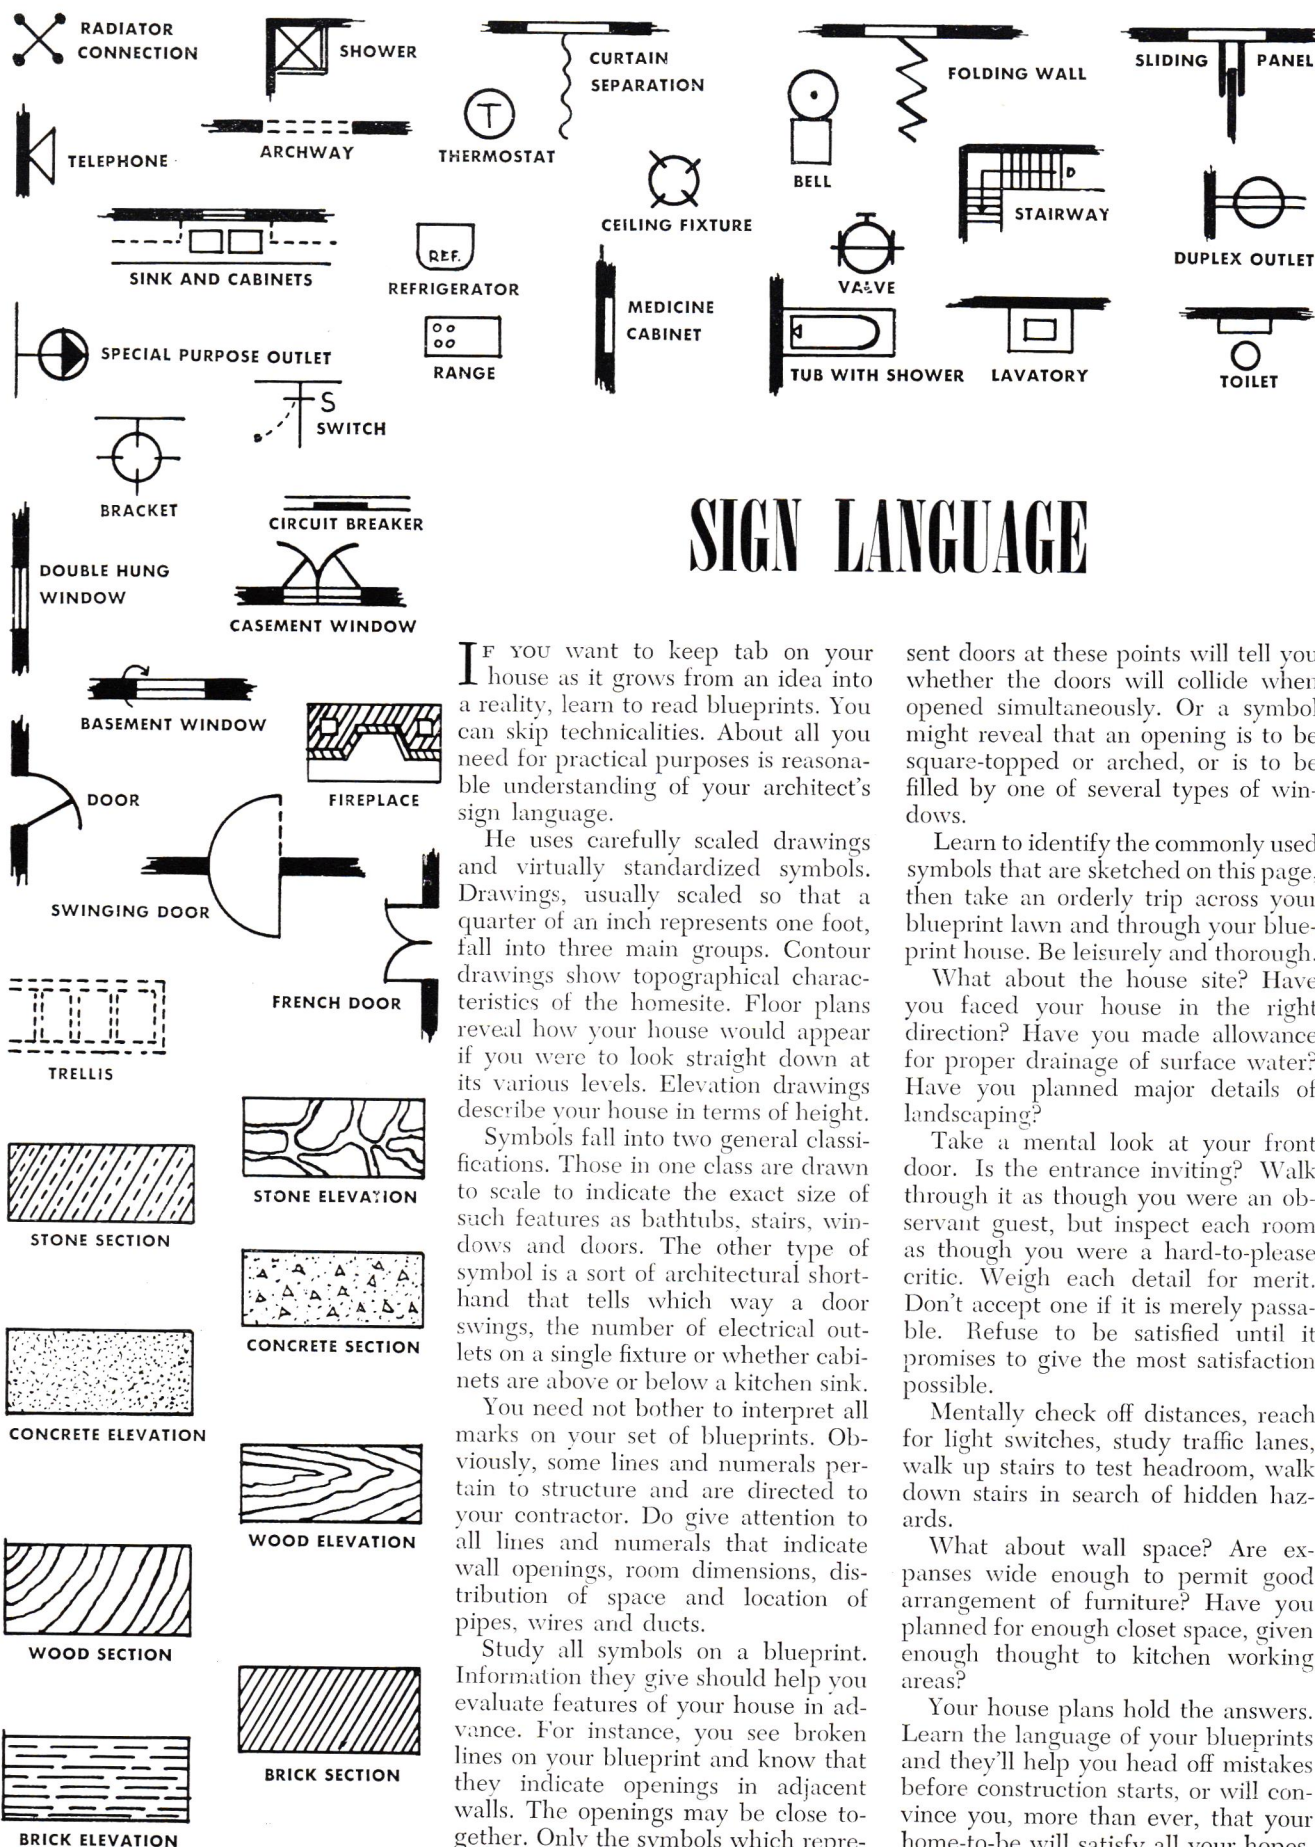 RADIATOR
CONNECTION
SHOWER
CURTAIN
SEPARATION
FOLDING WALL
SLIDING PANEL
TELEPHONE
ARCHWAY
T
THERMOSTAT
BELL
CEILING FIXTURE
D
STAIRWAY
DUPLEX OUTLET
SINK AND CABINETS
REF.
REFRIGERATOR
VALVE
MEDICINE
CABINET
SPECIAL PURPOSE OUTLET
RANGE
TUB WITH SHOWER
LAVATORY
TOILET
S
SWITCH
BRACKET
CIRCUIT BREAKER
DOUBLE HUNG
WINDOW
CASEMENT WINDOW
BASEMENT WINDOW
DOOR
FIREPLACE
SWINGING DOOR
FRENCH DOOR
TRELLIS
STONE ELEVATION
STONE SECTION
CONCRETE SECTION
CONCRETE ELEVATION
WOOD ELEVATION
WOOD SECTION
BRICK SECTION
BRICK ELEVATION
SIGN LANGUAGE
IF YOU want to keep tab on your
house as it grows from an idea into
a reality, learn to read blueprints. You
can skip technicalities. About all you
need for practical purposes is reasona-
ble understanding of your architect's
sign language.
He uses carefully scaled drawings
and virtually standardized symbols.
Drawings, usually scaled so that a
quarter of an inch represents one foot,
fall into three main groups. Contour
drawings show topographical charac-
teristics of the homesite. Floor plans
reveal how your house would appear
if you were to look straight down at
its various levels. Elevation drawings
describe your house in terms of height.
Symbols fall into two general classi-
fications. Those in one class are drawn
to scale to indicate the exact size of
such features as bathtubs, stairs, win-
dows and doors. The other type of
symbol is a sort of architectural short-
hand that tells which way a door
swings, the number of electrical out-
lets on a single fixture or whether cabi-
nets are above or below a kitchen sink.
You need not bother to interpret all
marks on your set of blueprints. Ob-
viously, some lines and numerals per-
tain to structure and are directed to
your contractor. Do give attention to
all lines and numerals that indicate
wall openings, room dimensions, dis-
tribution of space and location of
pipes, wires and ducts.
Study all symbols on a blueprint.
Information they give should help you
evaluate features of your house in ad-
vance. For instance, you see broken
lines on your blueprint and know that
they indicate openings in adjacent
walls. The openings may be close to-
gether. Only the symbols which repre-
sent doors at these points will tell you
whether the doors will collide when
opened simultaneously. Or a symbol
might reveal that an opening is to be
square-topped or arched, or is to be
filled by one of several types of win-
dows.
Learn to identify the commonly used
symbols that are sketched on this page,
then take an orderly trip across your
blueprint lawn and through your blue-
print house. Be leisurely and thorough.
What about the house site? Have
you faced your house in the right
direction? Have you made allowance
for proper drainage of surface water?
Have you planned major details of
landscaping?
Take a mental look at your front
door. Is the entrance inviting? Walk
through it as though you were an ob-
servant guest, but inspect each room
as though you were a hard-to-please
critic. Weigh each detail for merit.
Don't accept one if it is merely passa-
ble. Refuse to be satisfied until it
promises to give the most satisfaction
possible.
Mentally check off distances, reach
for light switches, study traffic lanes,
walk up stairs to test headroom, walk
down stairs in search of hidden haz-
ards.
What about wall space? Are ex-
panses wide enough to permit good
arrangement of furniture? Have you
planned for enough closet space, given
enough thought to kitchen working
areas?
Your house plans hold the answers.
Learn the language of your blueprints
and they'll help you head off mistakes
before construction starts, or will con-
vince you, more than ever, that your
home-to-be will satisfy all your hopes